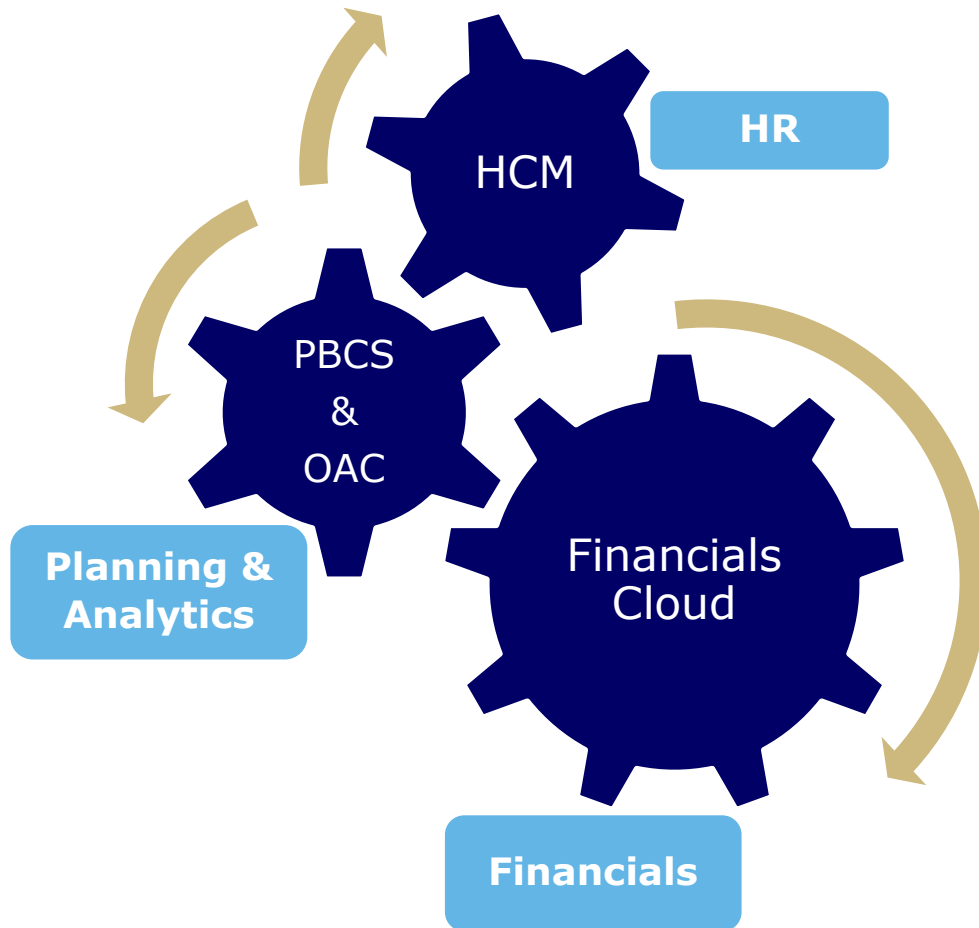 HCM
HR
PBCS
&
OAC
Planning &
Analytics
Financials
Cloud
Financials